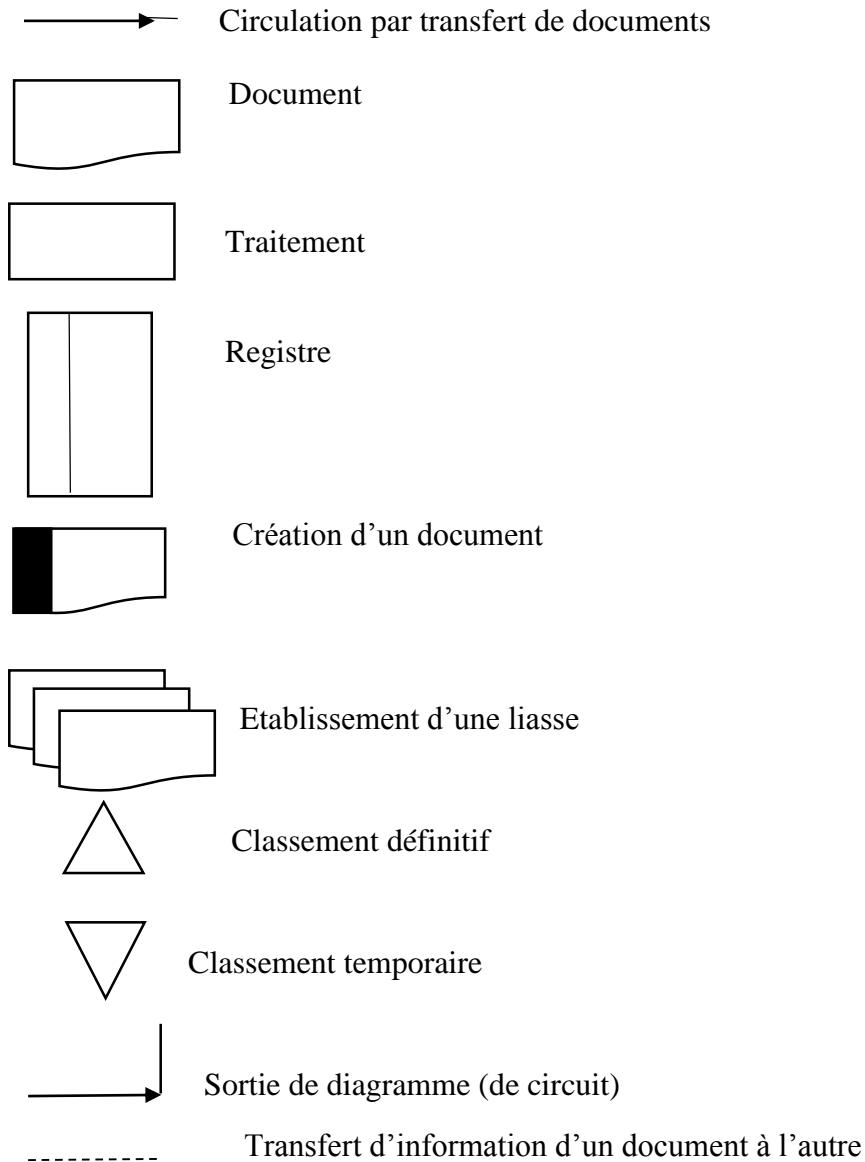 Circulation par transfert de documents
Document
Traitement
Registre
Création d’un document
Etablissement d’une liasse
Classement définitif
Classement temporaire
Sortie de diagramme (de circuit)
Transfert d’information d’un document à l’autre